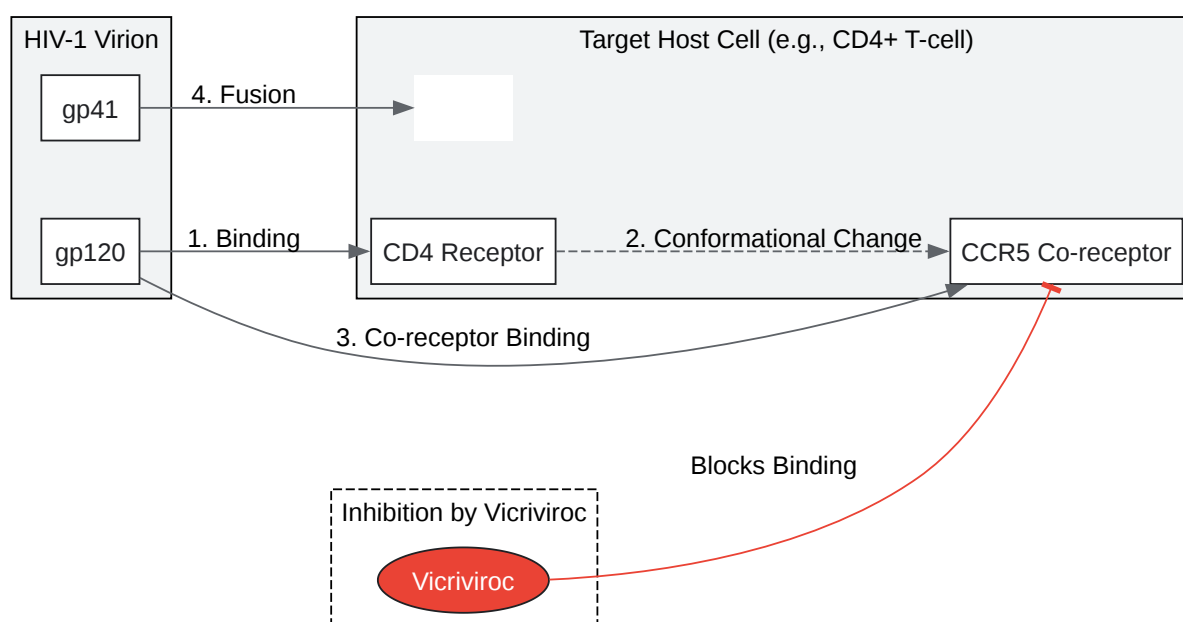 HIV-1 Virion
Target Host Cell (e.g., CD4+ T-cell)
gp41
4. Fusion
gp120
1. Binding
CD4 Receptor
2. Conformational Change
CCR5 Co-receptor
3. Co-receptor Binding
Blocks Binding
Inhibition by Vicriviroc
Vicriviroc